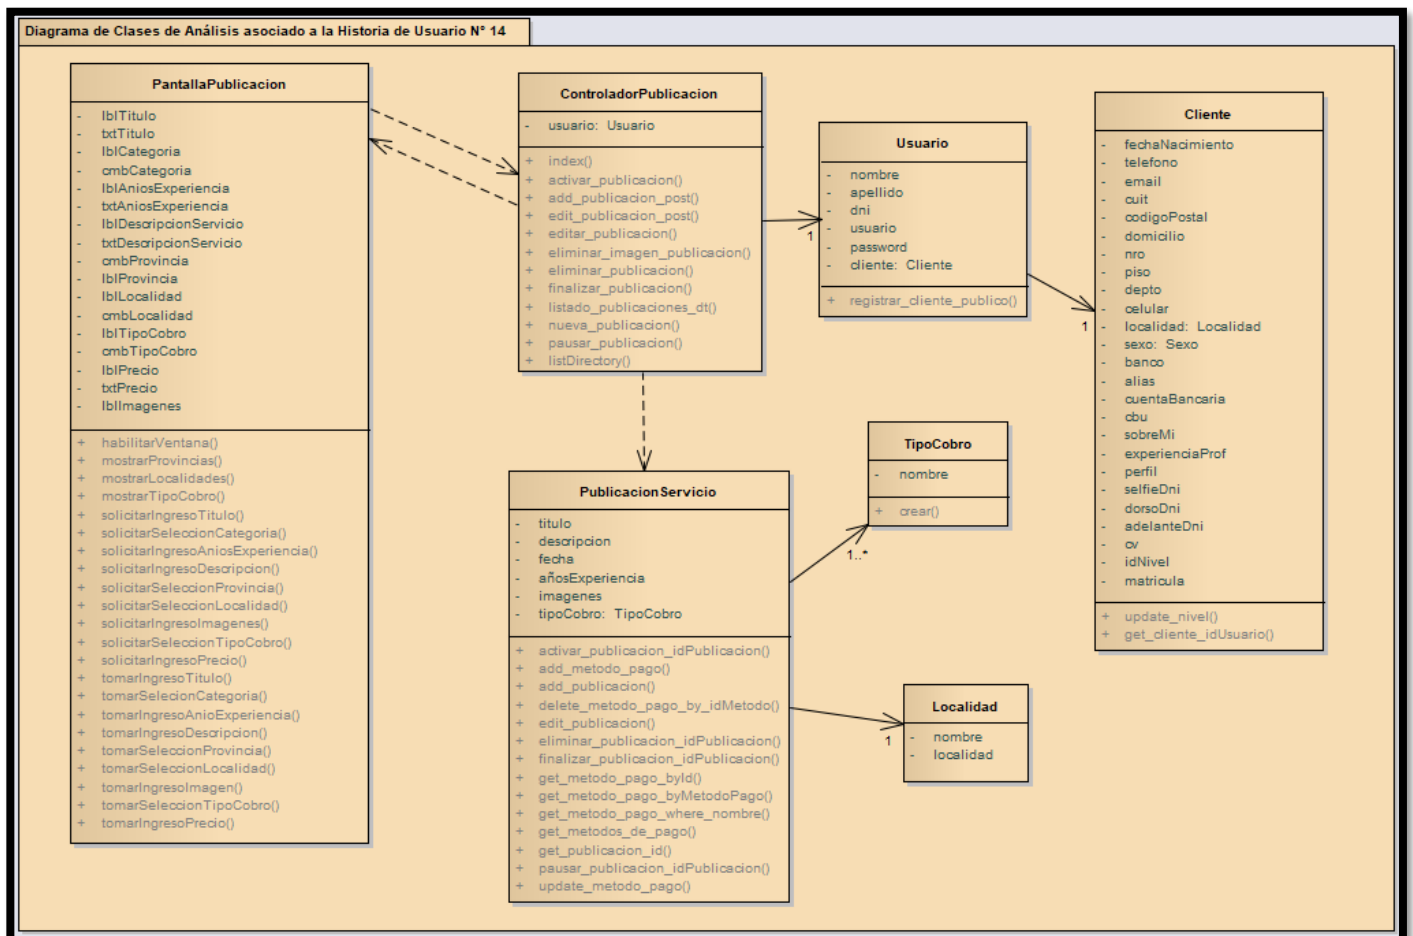 Diagrama de Clases de Análisis asociado a la Historia de Usuario N° 14
PantallaPublicacion
- lblTitulo
- txtTitulo
- lblCategoria
- cmbCategoria
- lblAniosExperiencia
- txtAniosExperiencia
- lblDescripcionServicio
- txtDescripcionServicio
- cmbProvincia
- lblProvincia
- lblLocalidad
- cmbLocalidad
- lblTipoCobro
- cmbTipoCobro
- lblPrecio
- txtPrecio
- lblImagenes
+ habilitarVentana()
+ mostrarProvincias()
+ mostrarLocalidades()
+ mostrarTipoCobro()
+ solicitarIngresoTitulo()
+ solicitarSeleccionCategoria()
+ solicitarIngresoAniosExperiencia()
+ solicitarIngresoDescripcion()
+ solicitarSeleccionProvincia()
+ solicitarSeleccionLocalidad()
+ solicitarIngresoImagenes()
+ solicitarSeleccionTipoCobro()
+ solicitarIngresoPrecio()
+ tomarIngresoTitulo()
+ tomarSelecionCategoria()
+ tomarIngresoAnioExperiencia()
+ tomarIngresoDescripcion()
+ tomarSeleccionProvincia()
+ tomarSeleccionLocalidad()
+ tomarIngresoImagen()
+ tomarSeleccionTipoCobro()
+ tomarIngresoPrecio()
ControladorPublicacion
- usuario: Usuario
+ index()
+ activar_publicacion()
+ add_publicacion_post()
+ edit_publicacion_post()
+ editar_publicacion()
+ eliminar_imagen_publicacion()
+ eliminar_publicacion()
+ finalizar_publicacion()
+ listado_publicaciones_dt()
+ nueva_publicacion()
+ pausar_publicacion()
+ listDirectory()
1
Usuario
- nombre
- apellido
- dni
- usuario
- password
- cliente: Cliente
+ registrar_cliente_publico()
1
Cliente
- fechaNacimiento
- telefono
- email
- cuit
- codigoPostal
- domicilio
- nro
- piso
- depto
- celular
- localidad: Localidad
- sexo: Sexo
- banco
- alias
- cuentaBancaria
- cbu
- sobreMi
- experienciaProf
- perfil
- selfieDni
- dorsoDni
- adelanteDni
- cv
- idNivel
- matricula
+ update_nivel()
+ get_cliente_idUsuario()
PublicacionServicio
- titulo
- descripcion
- fecha
- añosExperiencia
- imagenes
- tipoCobro: TipoCobro
+ activar_publicacion_idPublicacion()
+ add_metodo_pago()
+ add_publicacion()
+ delete_metodo_pago_by_idMetodo()
+ edit_publicacion()
+ eliminar_publicacion_idPublicacion()
+ finalizar_publicacion_idPublicacion()
+ get_metodo_pago_byId()
+ get_metodo_pago_byMetodoPago()
+ get_metodo_pago_where_nombre()
+ get_metodos_de_pago()
+ get_publicacion_id()
+ pausar_publicacion_idPublicacion()
+ update_metodo_pago()
TipoCobro
- nombre
+ crear()
1..*
Localidad
- nombre
- localidad
1